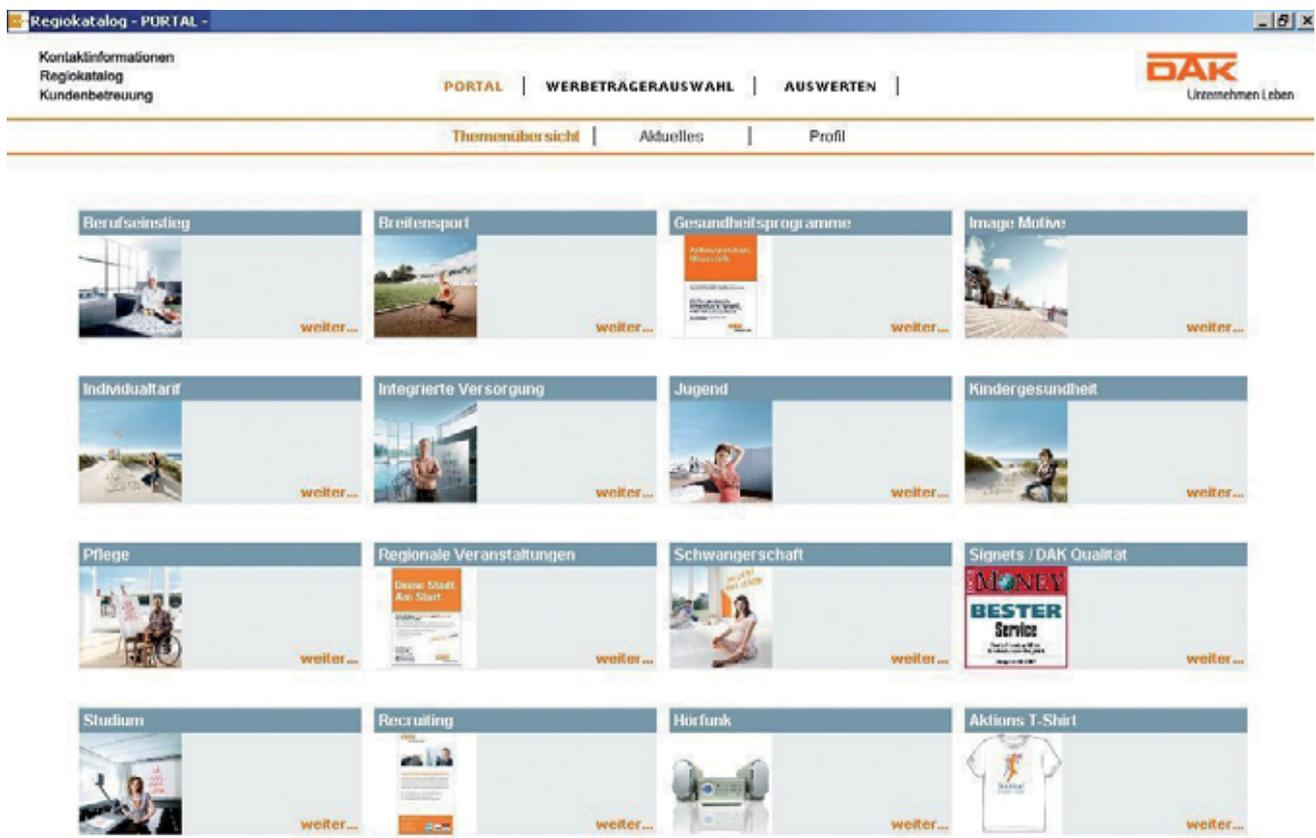 Regiokatalog - PORTAL -
Kontaktinformationen
Regiokatalog
Kundenbetreuung
PORTAL | WERBETRÄGERAUSWAHL | AUSWERTEN |
DAK
Unternehmen Leben
Themenübersicht | Aktuelles | Profil
Berufseinstieg
weiter...
Breitensport
weiter...
Gesundheitsprogramme
weiter...
Image Motive
weiter...
Individualtarif
weiter...
Integrierte Versorgung
weiter...
Jugend
weiter...
Kindergesundheit
weiter...
Pflege
weiter...
Regionale Veranstaltungen
Deine Stadt.
Am Start.
weiter...
Schwangerschaft
weiter...
Signets / DAK Qualität
MONEY
BESTER
Service
weiter...
Studium
weiter...
Recruiting
weiter...
Hörfunk
weiter...
Aktions T-Shirt
weiter...